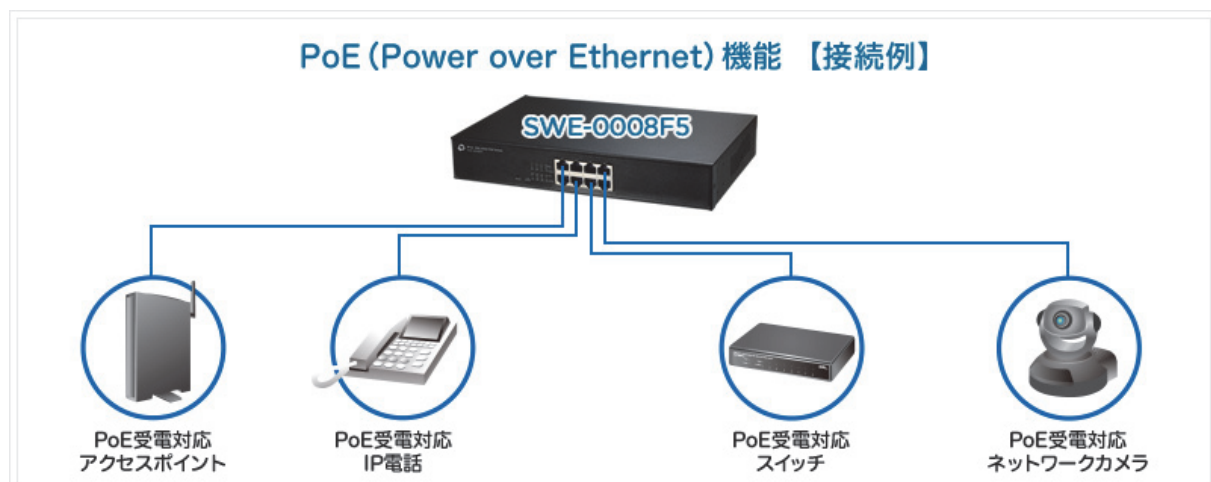 PoE(Power over Ethernet)機能 【接続例】
SWE-0008F5
PoE受電対応
アクセスポイント
PoE受電対応
IP電話
PoE受電対応
スイッチ
PoE受電対応
ネットワークカメラ